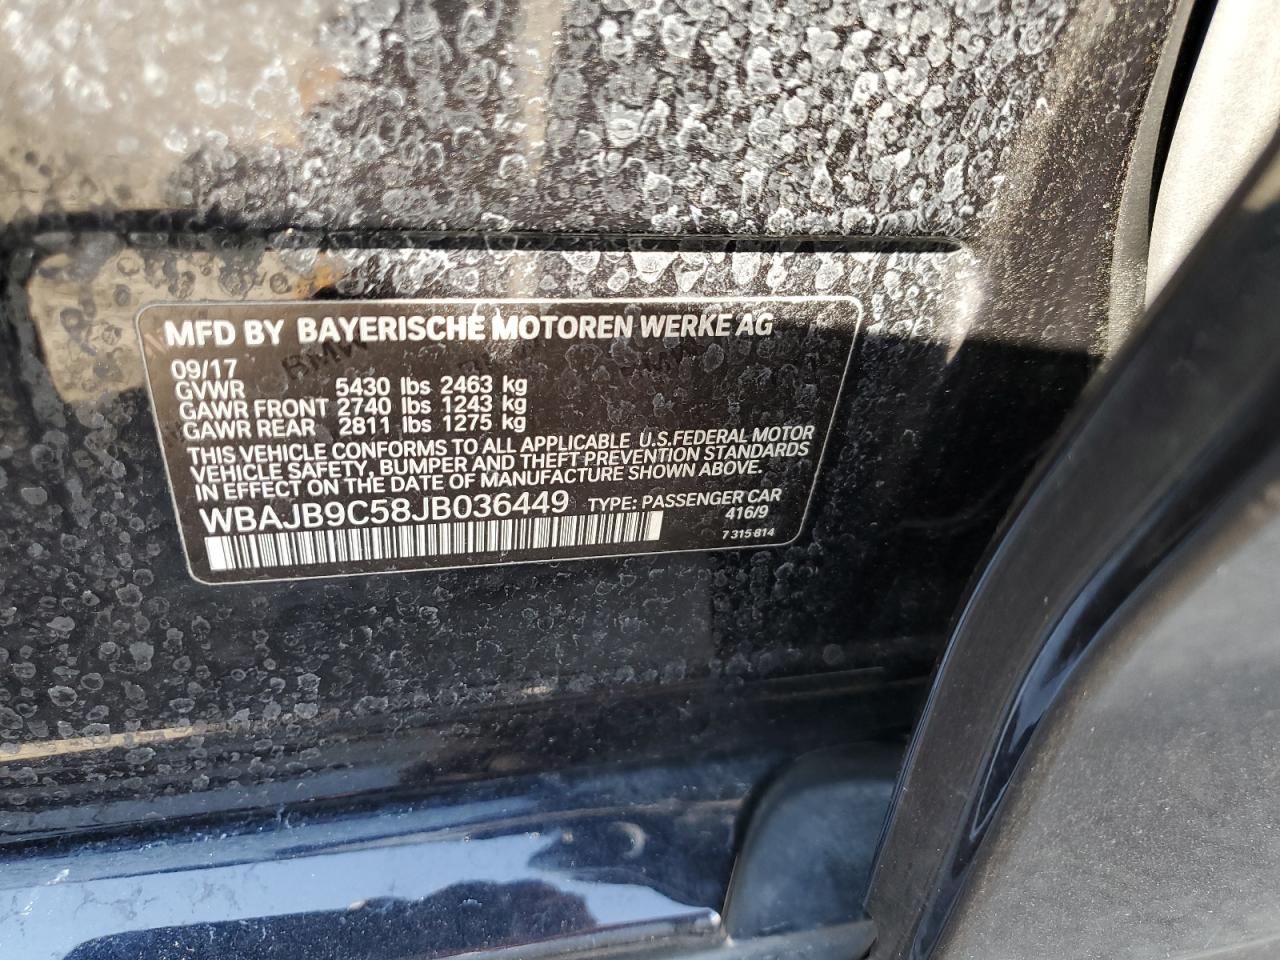 MFD BY BAYERISCHE MOTOREN WERKE AG
09/17
GVWR 5430 lbs 2463 kg
GAWR FRONT 2740 lbs 1243 kg
GAWR REAR 2811 lbs 1275 kg
THIS VEHICLE CONFORMS TO ALL APPLICABLE U.S.FEDERAL MOTOR
VEHICLE SAFETY, BUMPER AND THEFT PREVENTION STANDARDS
IN EFFECT ON THE DATE OF MANUFACTURE SHOWN ABOVE.
WBAJB9C58JB036449 TYPE: PASSENGER CAR
416/9
7 315 814
BMW